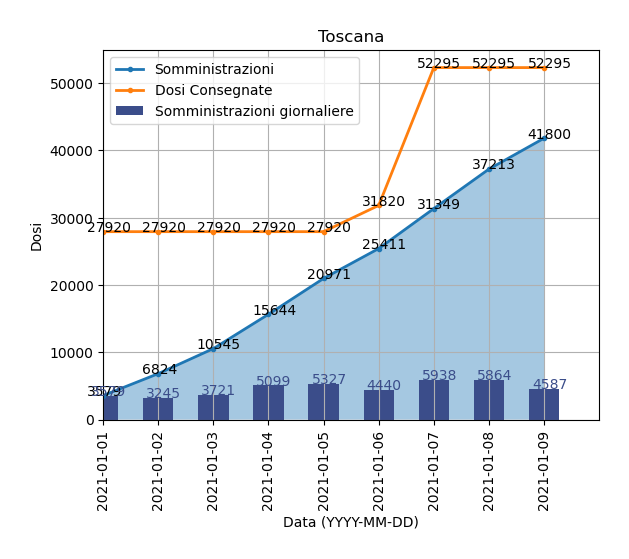 Toscana
Somministrazioni
Dosi Consegnate
Somministrazioni giornaliere
Dosi
50000
40000
30000
20000
10000
0
52295 52295 52295
41800
37213
31820
31349
27920 27920 27920 27920 27920
25411
20971
15644
10545
6824
3579
3579 3245 3721 5099 5327 4440 5938 5864 4587
2021-01-01
2021-01-02
2021-01-03
2021-01-04
2021-01-05
2021-01-06
2021-01-07
2021-01-08
2021-01-09
Data (YYYY-MM-DD)